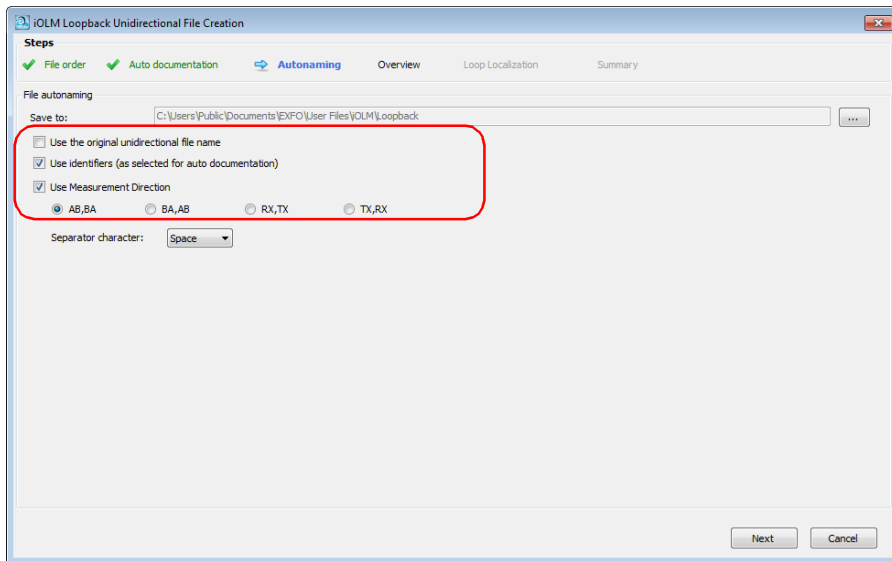 iOLM Loopback Unidirectional File Creation
Steps
File order Auto documentation Autonaming Overview Loop Localization Summary
File autonaming
Save to: C:\Users\Public\Documents\EXFO\User Files\iOLM\Loopback ...
Use the original unidirectional file name
Use identifiers (as selected for auto documentation)
Use Measurement Direction
AB,BA BA,AB RX,TX TX,RX
Separator character: Space
Next Cancel